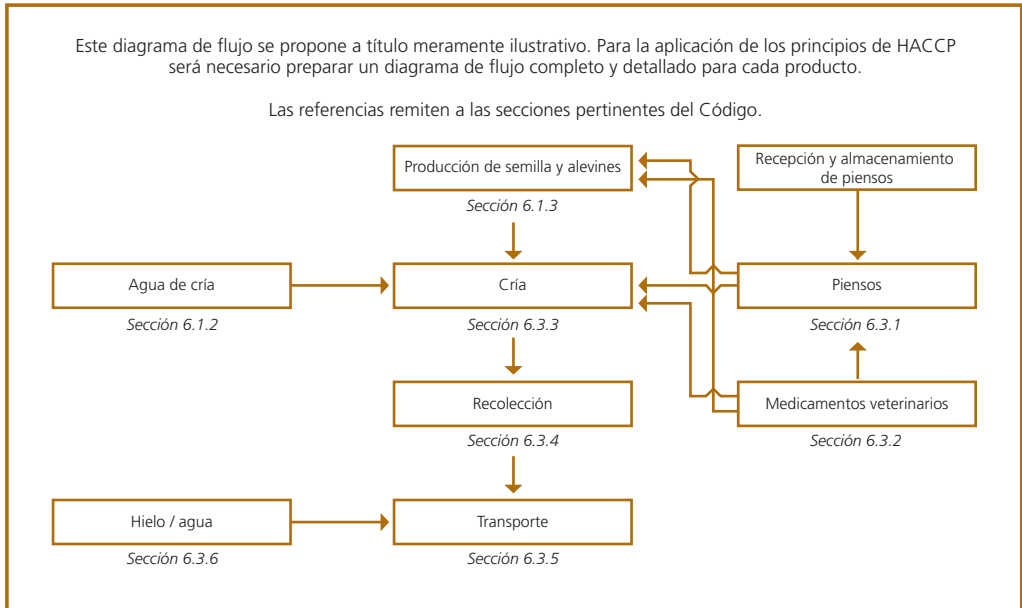 Este diagrama de flujo se propone a título meramente ilustrativo. Para la aplicación de los principios de HACCP
será necesario preparar un diagrama de flujo completo y detallado para cada producto.
Las referencias remiten a las secciones pertinentes del Código.
Producción de semilla y alevines
Sección 6.1.3
Recepción y almacenamiento
de piensos
Agua de cría
Sección 6.1.2
Cría
Sección 6.3.3
Piensos
Sección 6.3.1
Recolección
Sección 6.3.4
Medicamentos veterinarios
Sección 6.3.2
Hielo / agua
Sección 6.3.6
Transporte
Sección 6.3.5